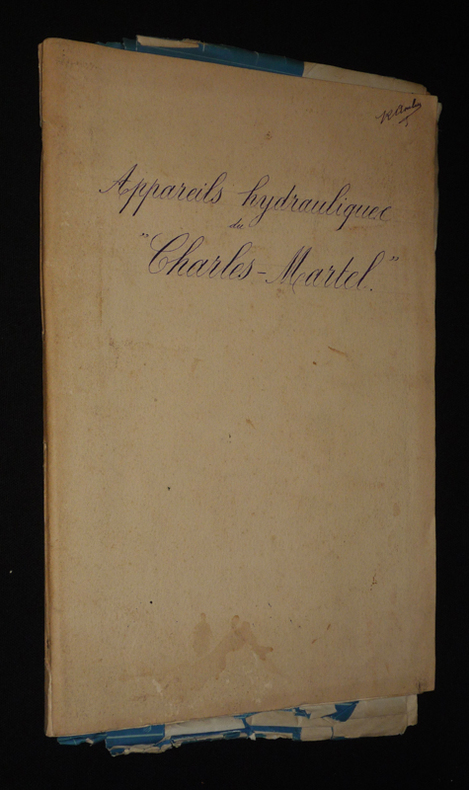 Appareils hydrauliques
du
"Charles-Martel."